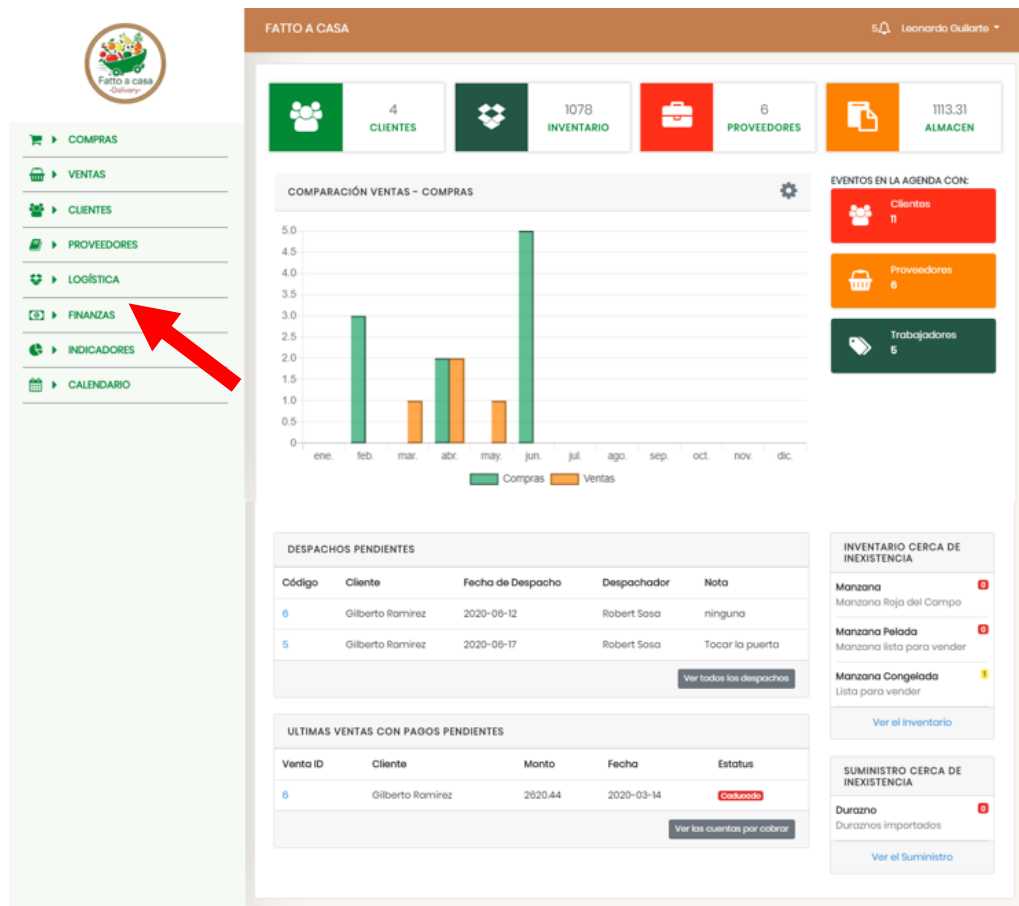 Fatto a casa
-Delivery-
COMPRAS
VENTAS
CLIENTES
PROVEEDORES
LOGÍSTICA
FINANZAS
INDICADORES
CALENDARIO
FATTO A CASA
5 Leonardo Guilarte
4
CLIENTES
1078
INVENTARIO
6
PROVEEDORES
1113.31
ALMACEN
COMPARACIÓN VENTAS - COMPRAS
5.0
4.5
4.0
3.5
3.0
2.5
2.0
1.5
1.0
0.5
0
ene. feb. mar. abr. may. jun. jul. ago. sep. oct. nov. dic.
Compras Ventas
EVENTOS EN LA AGENDA CON:
Clientes
11
Proveedores
6
Trabajadores
5
DESPACHOS PENDIENTES
Código Cliente Fecha de Despacho Despachador Nota
6 Gilberto Ramirez 2020-06-12 Robert Sosa ninguna
5 Gilberto Ramirez 2020-06-17 Robert Sosa Tocar la puerta
Ver todos los despachos
ULTIMAS VENTAS CON PAGOS PENDIENTES
Venta ID Cliente Monto Fecha Estatus
6 Gilberto Ramirez 2620.44 2020-03-14 Caducado
Ver las cuentas por cobrar
INVENTARIO CERCA DE
INEXISTENCIA
Manzana 0
Manzana Roja del Campo
Manzana Pelada 0
Manzana lista para vender
Manzana Congelada 1
Lista para vender
Ver el Inventario
SUMINISTRO CERCA DE
INEXISTENCIA
Durazno 0
Duraznos importados
Ver el Suministro